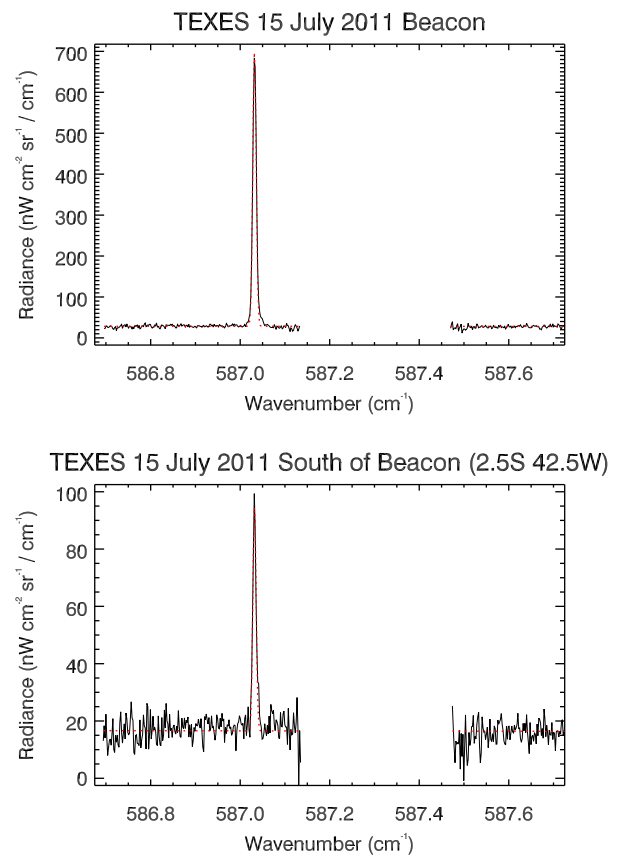 TEXES 15 July 2011 Beacon
700
600
500
400
300
200
100
0
Radiance (nW cm⁻² sr⁻¹ / cm⁻¹)
586.8 587.0 587.2 587.4 587.6
Wavenumber (cm⁻¹)
TEXES 15 July 2011 South of Beacon (2.5S 42.5W)
100
80
60
40
20
0
Radiance (nW cm⁻² sr⁻¹ / cm⁻¹)
586.8 587.0 587.2 587.4 587.6
Wavenumber (cm⁻¹)